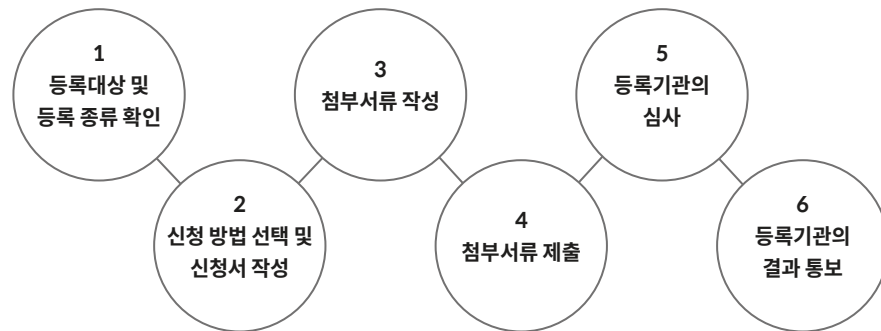 1
등록대상 및
등록 종류 확인
2
신청 방법 선택 및
신청서 작성
3
첨부서류 작성
4
첨부서류 제출
5
등록기관의
심사
6
등록기관의
결과 통보